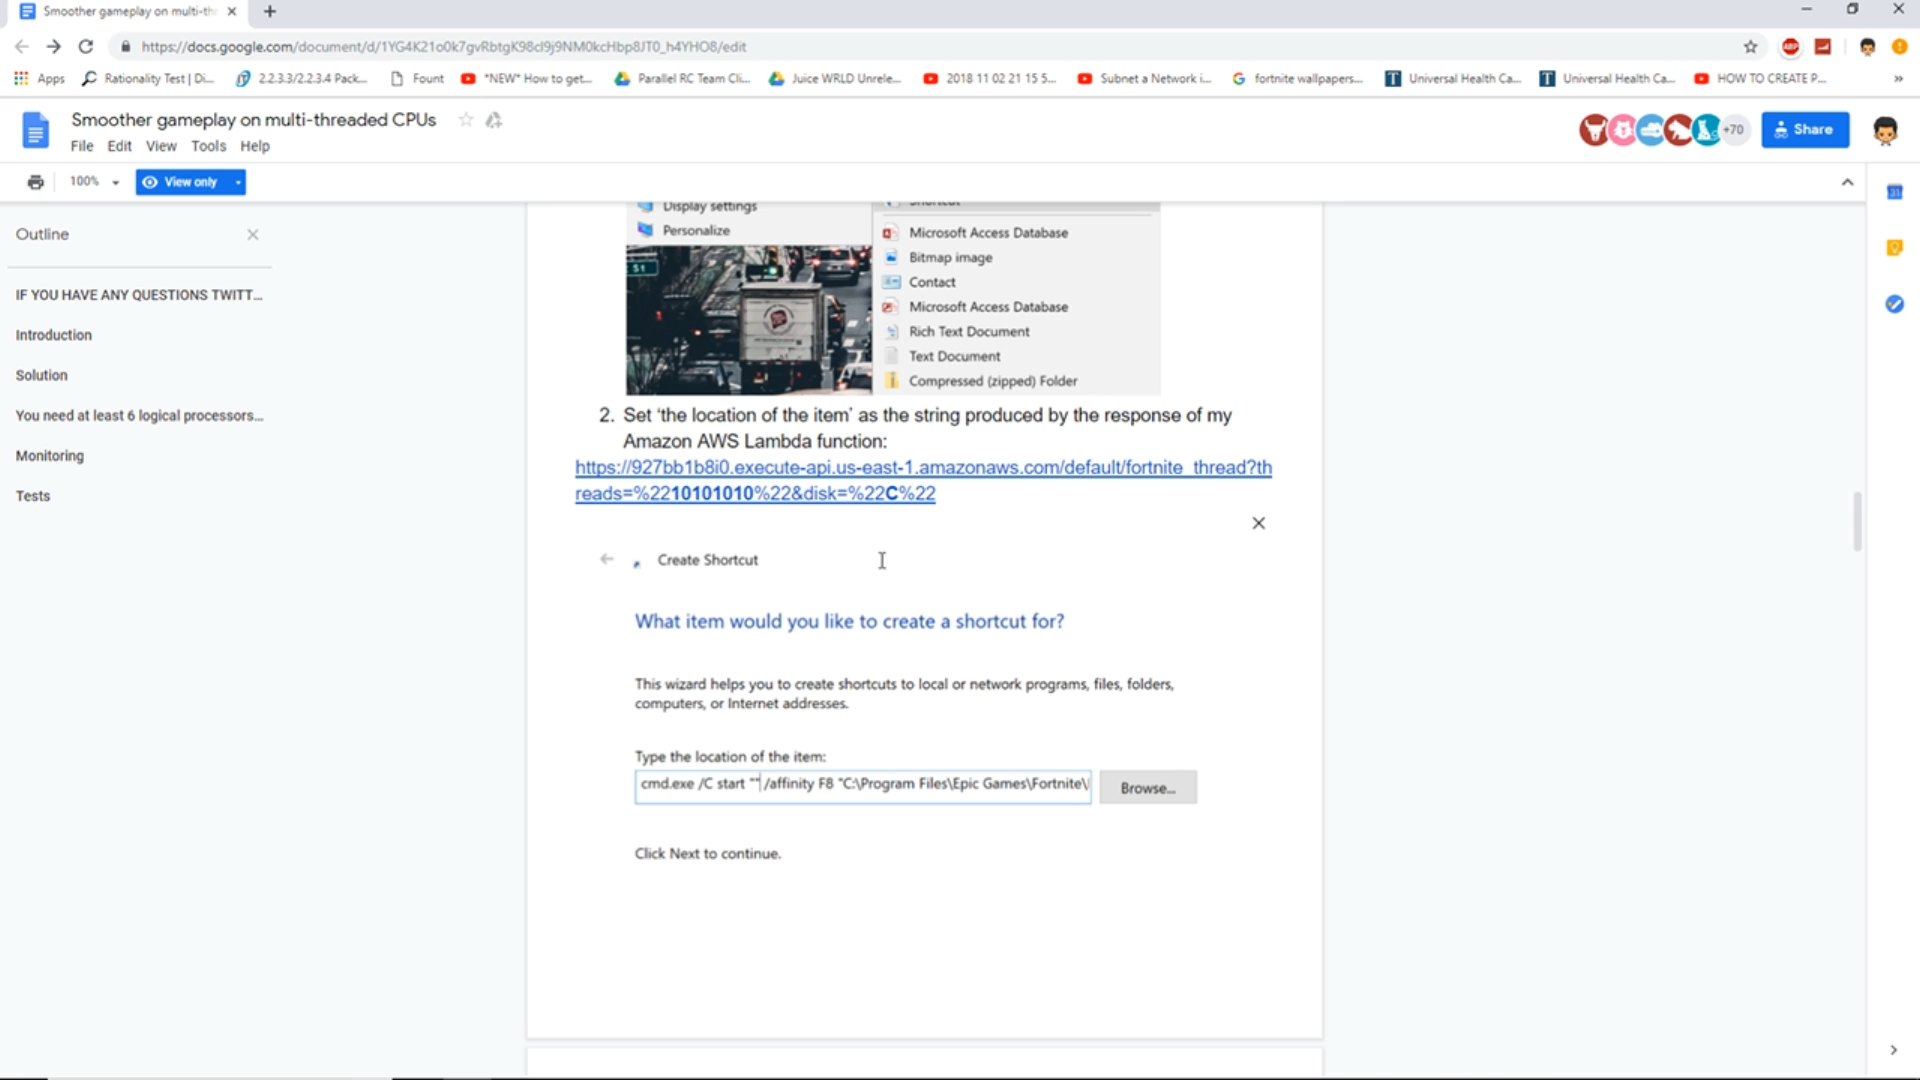 Smoother gameplay on multi-th
https://docs.google.com/document/d/1YG4K21o0k7gvRbtgK98cI9j9NM0kcHbp8JT0_h4YHO8/edit
ABP
Apps
Rationality Test | Di...
2.2.3.3/2.2.3.4 Pack...
Fount
*NEW* How to get...
Parallel RC Team Cli...
Juice WRLD Unrele...
2018 11 02 21 15 5...
Subnet a Network i...
fortnite wallpapers...
Universal Health Ca...
Universal Health Ca...
HOW TO CREATE P...
»
Smoother gameplay on multi-threaded CPUs
+70
Share
File Edit View Tools Help
100%
View only
31
Outline
IF YOU HAVE ANY QUESTIONS TWITT...
Introduction
Solution
You need at least 6 logical processors...
Monitoring
Tests
Display settings
Personalize
St
Shortcut
Microsoft Access Database
Bitmap image
Contact
Microsoft Access Database
Rich Text Document
Text Document
Compressed (zipped) Folder
2. Set ‘the location of the item’ as the string produced by the response of my
Amazon AWS Lambda function:
https://927bb1b8i0.execute-api.us-east-1.amazonaws.com/default/fortnite_thread?th
reads=%2210101010%22&disk=%22C%22
Create Shortcut
What item would you like to create a shortcut for?
This wizard helps you to create shortcuts to local or network programs, files, folders,
computers, or Internet addresses.
Type the location of the item:
cmd.exe /C start "" /affinity F8 "C:\Program Files\Epic Games\Fortnite\
Browse...
Click Next to continue.